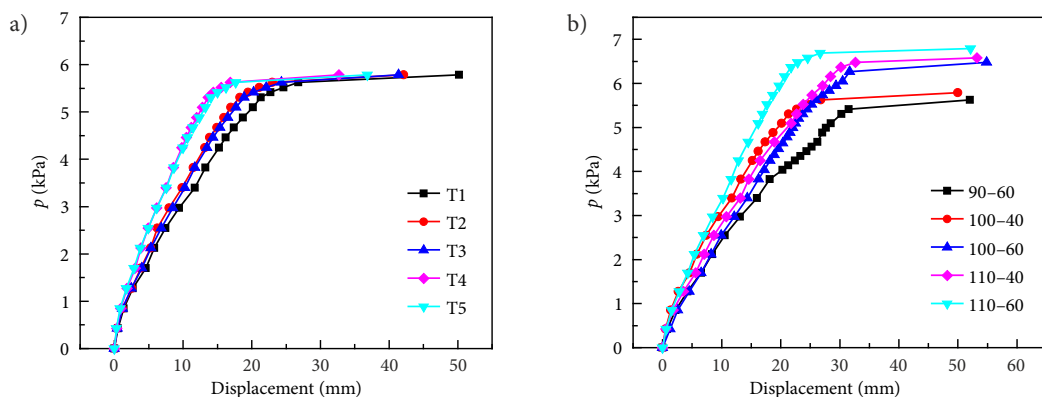 a)
p (kPa)
7
6
5
4
3
2
1
0
0 10 20 30 40 50
Displacement (mm)
T1
T2
T3
T4
T5
b)
p (kPa)
7
6
5
4
3
2
1
0
0 10 20 30 40 50 60
Displacement (mm)
90–60
100–40
100–60
110–40
110–60